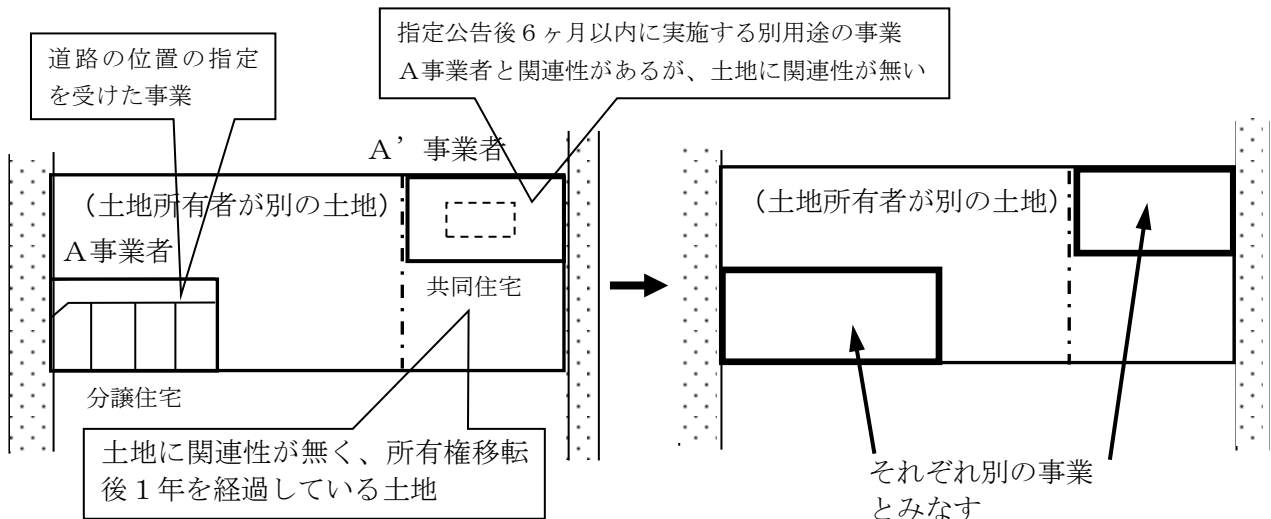 道路の位置の指定
を受けた事業
指定公告後6ヶ月以内に実施する別用途の事業
A事業者と関連性があるが、土地に関連性が無い
A’事業者
(土地所有者が別の土地)
A事業者
共同住宅
分譲住宅
土地に関連性が無く、所有権移転
後1年を経過している土地
(土地所有者が別の土地)
それぞれ別の事業
とみなす